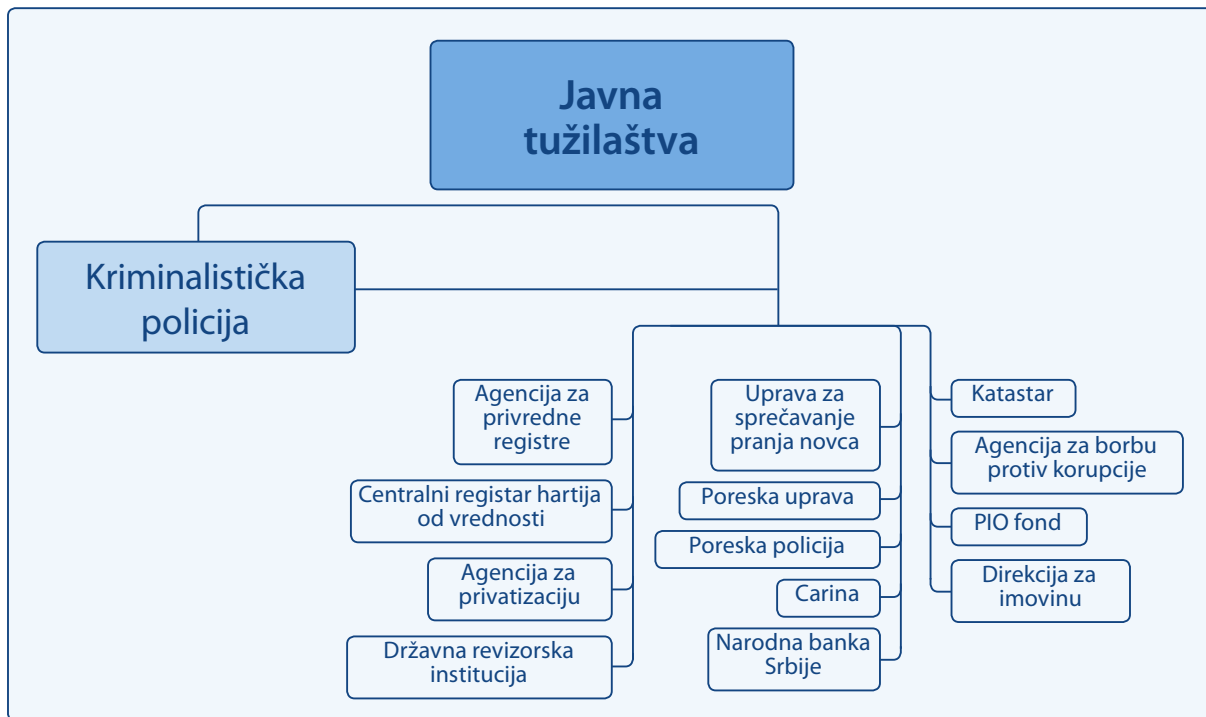 Javna
tužilaštva
Kriminalistička
policija
Agencija za
privredne
registre
Centralni registar hartija
od vrednosti
Agencija za
privatizaciju
Državna revizorska
institucija
Uprava za
sprečavanje
pranja novca
Poreska uprava
Poreska policija
Carina
Narodna banka
Srbije
Katastar
Agencija za borbu
protiv korupcije
PIO fond
Direkcija za
imovinu